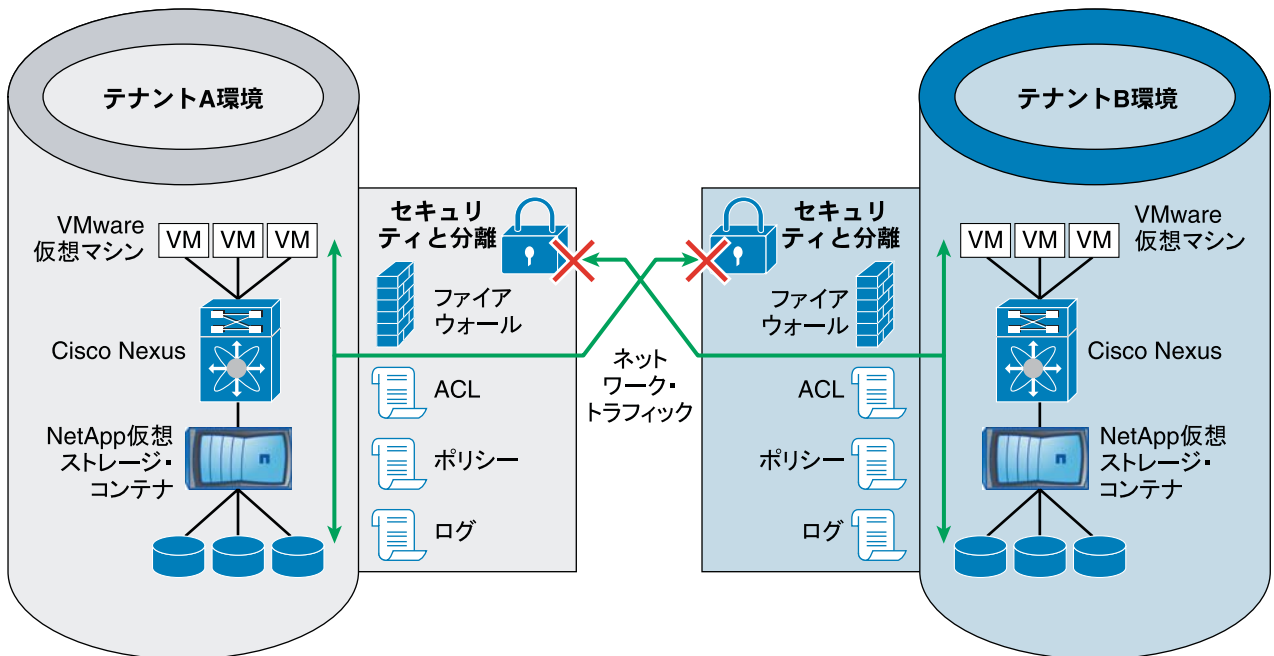 テナントA環境
VMware
仮想マシン
VM VM VM
Cisco Nexus
NetApp仮想
ストレージ・
コンテナ
セキュリ
ティと分離
ファイア
ウォール
ACL
ポリシー
ログ
ネット
ワーク・
トラフィック
テナントB環境
セキュリ
ティと分離
ファイア
ウォール
ACL
ポリシー
ログ
VM VM VM
VMware
仮想マシン
Cisco Nexus
NetApp仮想
ストレージ・
コンテナ